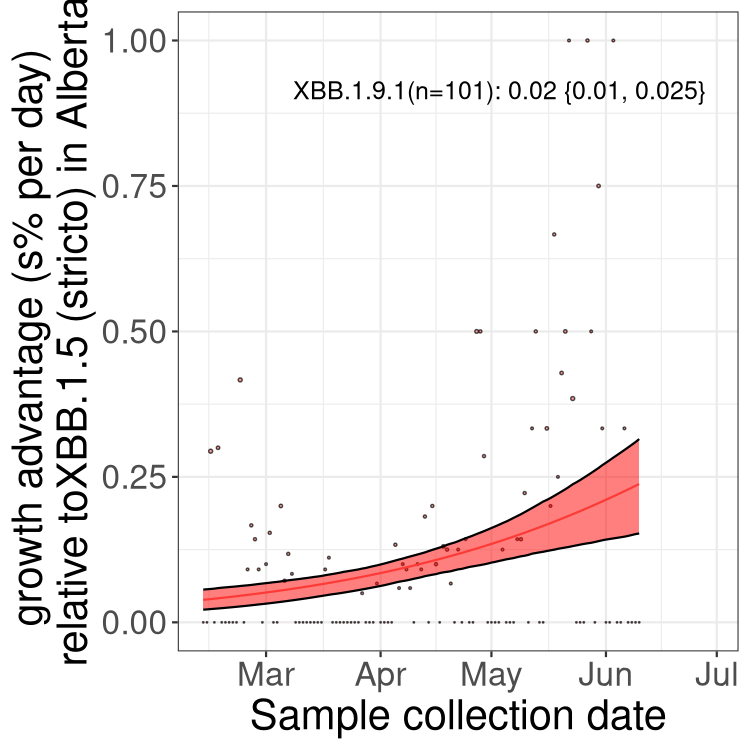 growth advantage (s% per day)
relative toXBB.1.5 (stricto) in Alberta
1.00
0.75
0.50
0.25
0.00
XBB.1.9.1(n=101): 0.02 {0.01, 0.025}
Mar Apr May Jun Jul
Sample collection date